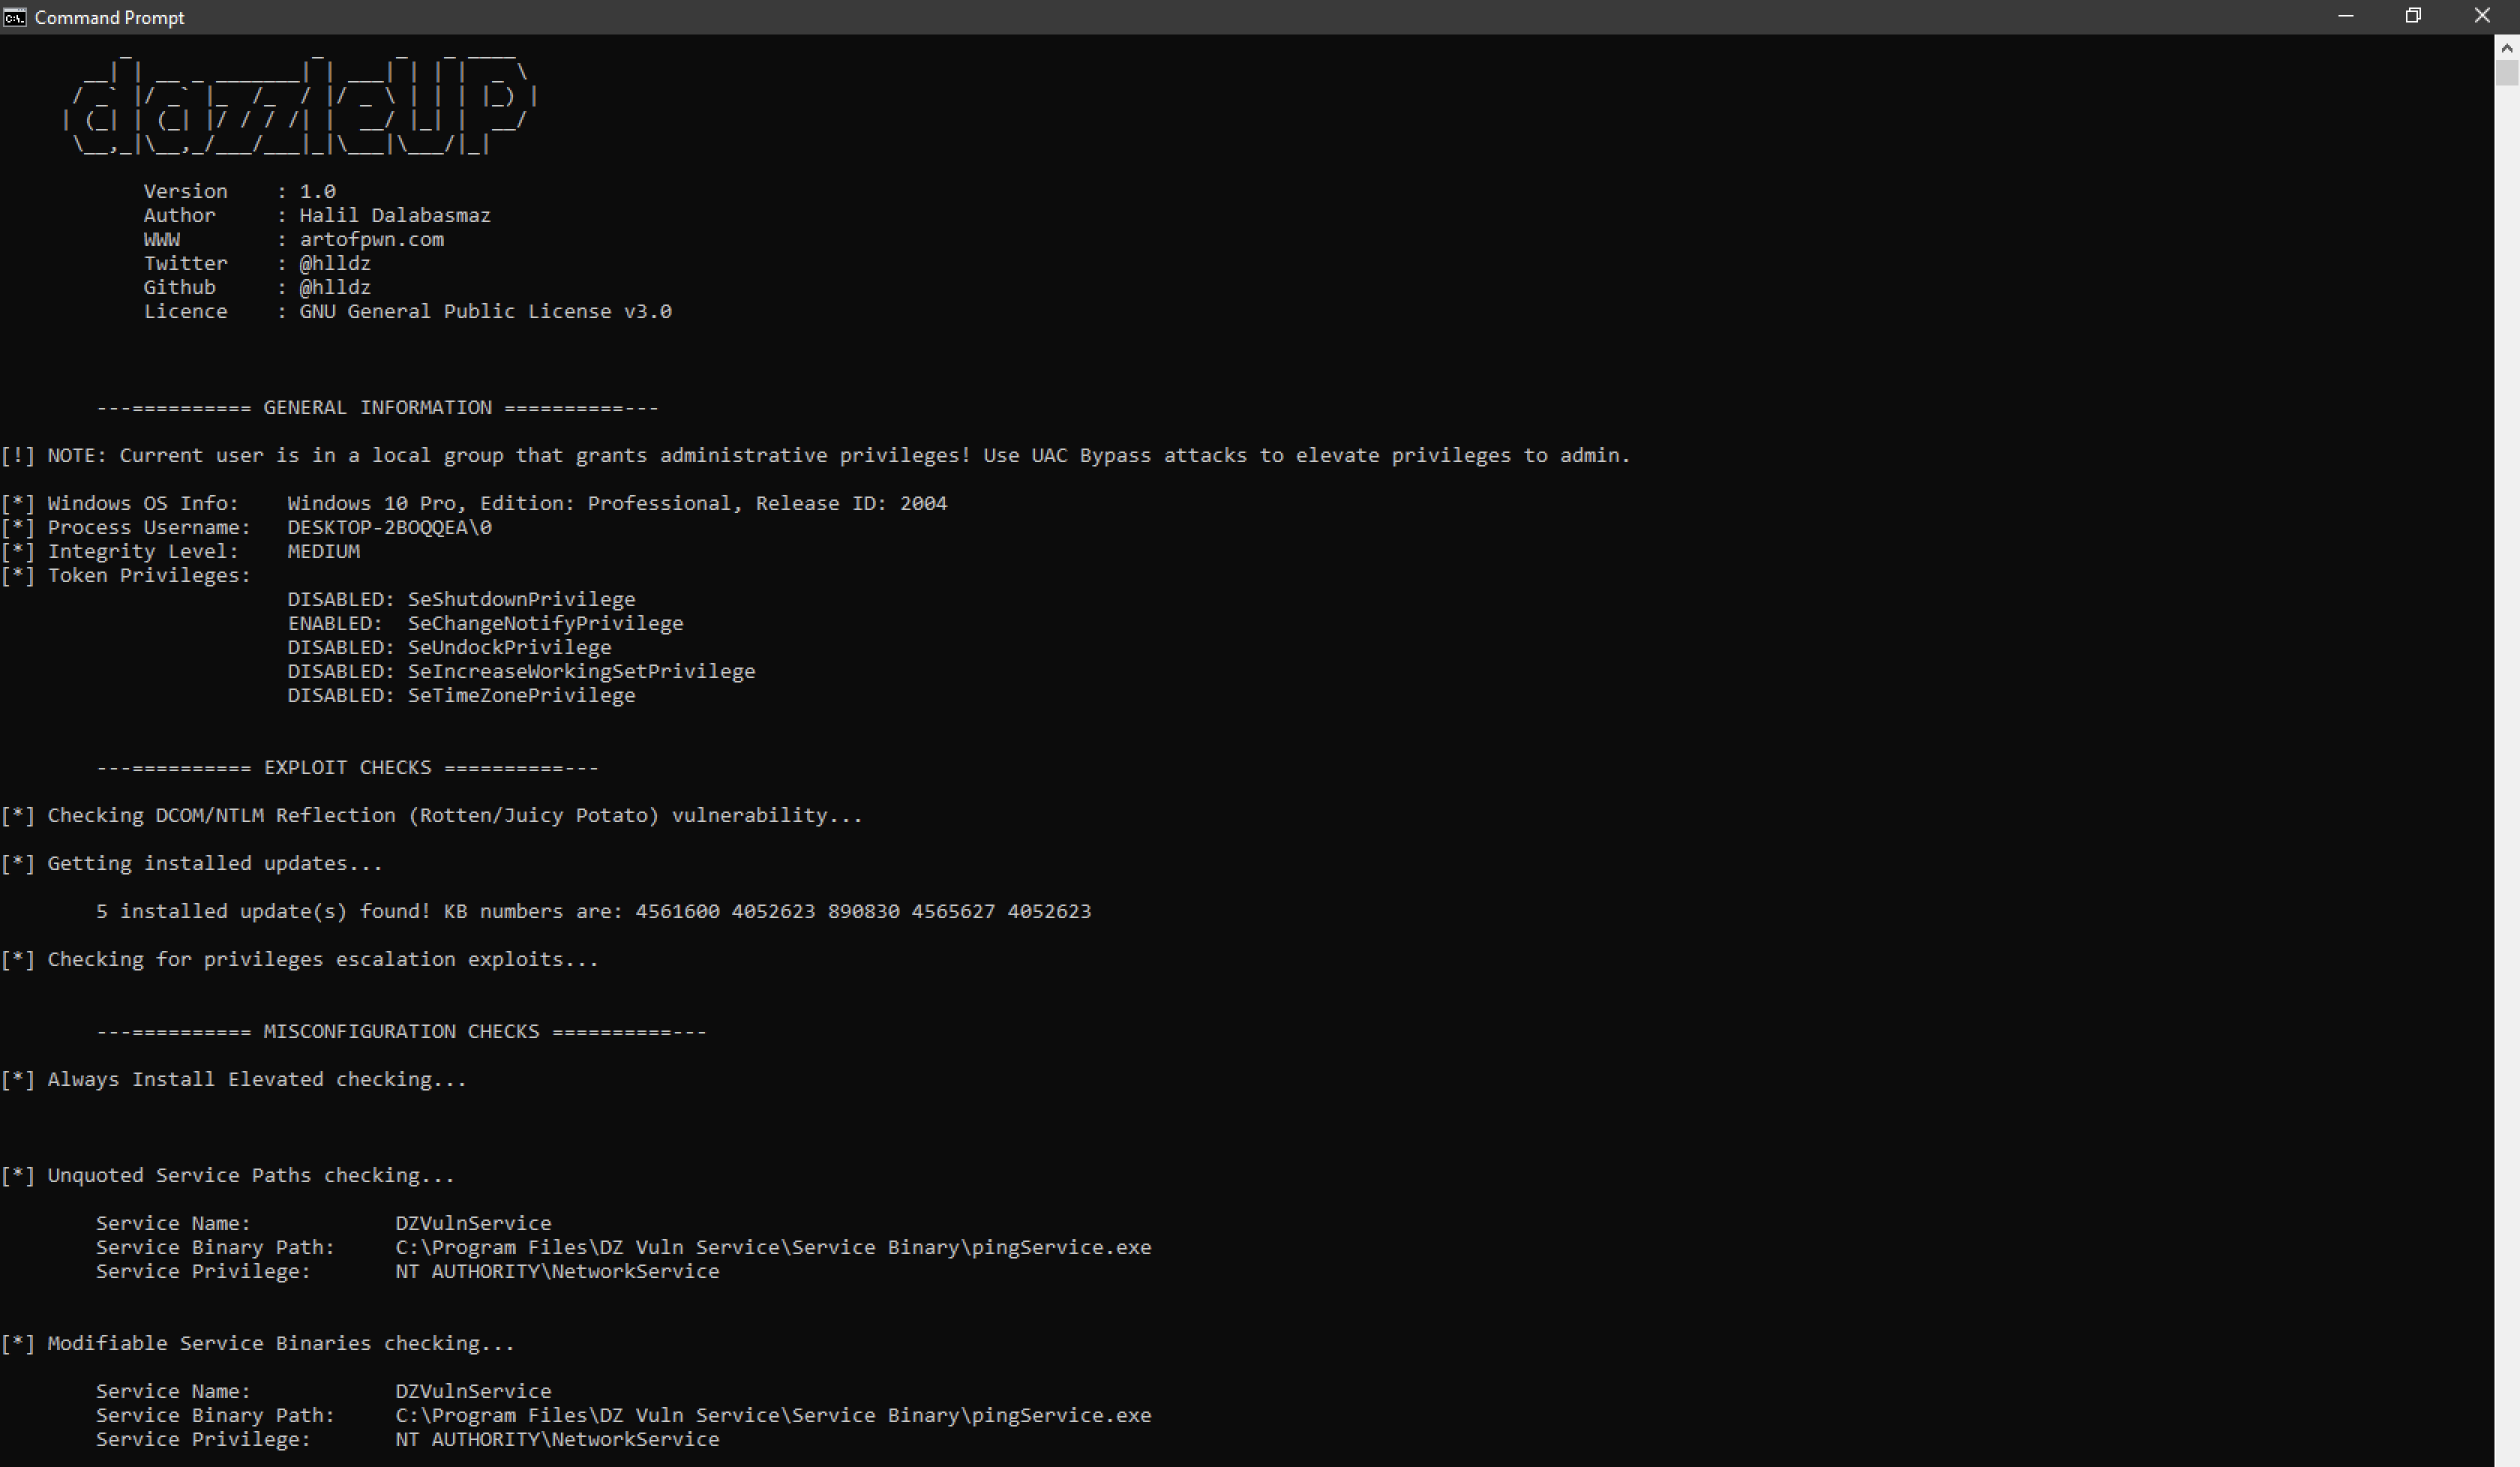 Command Prompt
dazzleUP
Version : 1.0
Author : Halil Dalabasmaz
WWW : artofpwn.com
Twitter : @hlldz
Github : @hlldz
Licence : GNU General Public License v3.0
---========== GENERAL INFORMATION ==========---
[!] NOTE: Current user is in a local group that grants administrative privileges! Use UAC Bypass attacks to elevate privileges to admin.
[*] Windows OS Info: Windows 10 Pro, Edition: Professional, Release ID: 2004
[*] Process Username: DESKTOP-2BOQQEA\0
[*] Integrity Level: MEDIUM
[*] Token Privileges:
DISABLED: SeShutdownPrivilege
ENABLED: SeChangeNotifyPrivilege
DISABLED: SeUndockPrivilege
DISABLED: SeIncreaseWorkingSetPrivilege
DISABLED: SeTimeZonePrivilege
---========== EXPLOIT CHECKS ==========---
[*] Checking DCOM/NTLM Reflection (Rotten/Juicy Potato) vulnerability...
[*] Getting installed updates...
5 installed update(s) found! KB numbers are: 4561600 4052623 890830 4565627 4052623
[*] Checking for privileges escalation exploits...
---========== MISCONFIGURATION CHECKS ==========---
[*] Always Install Elevated checking...
[*] Unquoted Service Paths checking...
Service Name: DZVulnService
Service Binary Path: C:\Program Files\DZ Vuln Service\Service Binary\pingService.exe
Service Privilege: NT AUTHORITY\NetworkService
[*] Modifiable Service Binaries checking...
Service Name: DZVulnService
Service Binary Path: C:\Program Files\DZ Vuln Service\Service Binary\pingService.exe
Service Privilege: NT AUTHORITY\NetworkService